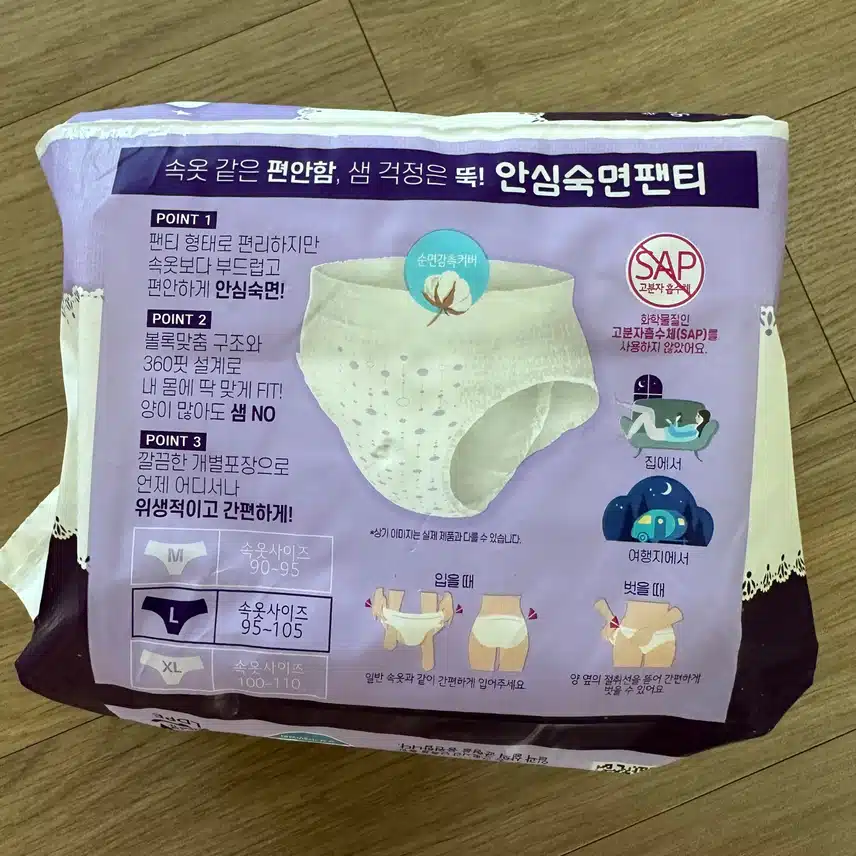 속옷 같은 편안함, 샘 걱정은 뚝! 안심숙면팬티
POINT 1
팬티 형태로 편리하지만
속옷보다 부드럽고
편안하게 안심숙면!
POINT 2
볼록맞춤 구조와
360핏 설계로
내 몸에 딱 맞게 FIT!
양이 많아도 샘 NO
POINT 3
깔끔한 개별포장으로
언제 어디서나
위생적이고 간편하게!
순면감촉커버
*상기 이미지는 실제 제품과 다를 수 있습니다.
SAP
고분자 흡수체
화학물질인
고분자흡수체(SAP)를
사용하지 않았어요.
집에서
여행지에서
M
속옷사이즈
90~95
L
속옷사이즈
95~105
XL
속옷사이즈
100~110
입을 때
일반 속옷과 같이 간편하게 입어주세요
벗을 때
양 옆의 절취선을 뜯어 간편하게
벗을 수 있어요
LDPE